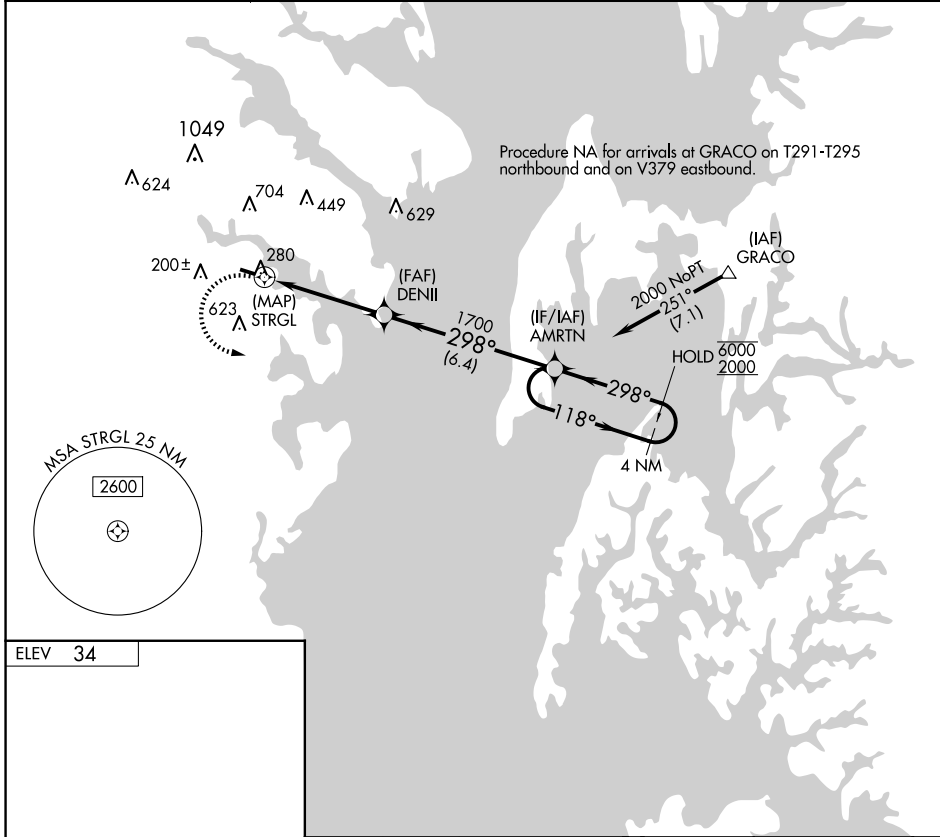 1049
624
704
449
629
Procedure NA for arrivals at GRACO on T291-T295
northbound and on V379 eastbound.
(IAF)
GRACO
2000 NoPT
251°
(7.1)
200±
280
(MAP)
STRGL
623
(FAF)
DENII
1700
298°
(6.4)
(IF/IAF)
AMRTN
HOLD 6000
2000
298°
118°
4 NM
MSA STRGL 25 NM
2600
ELEV 34